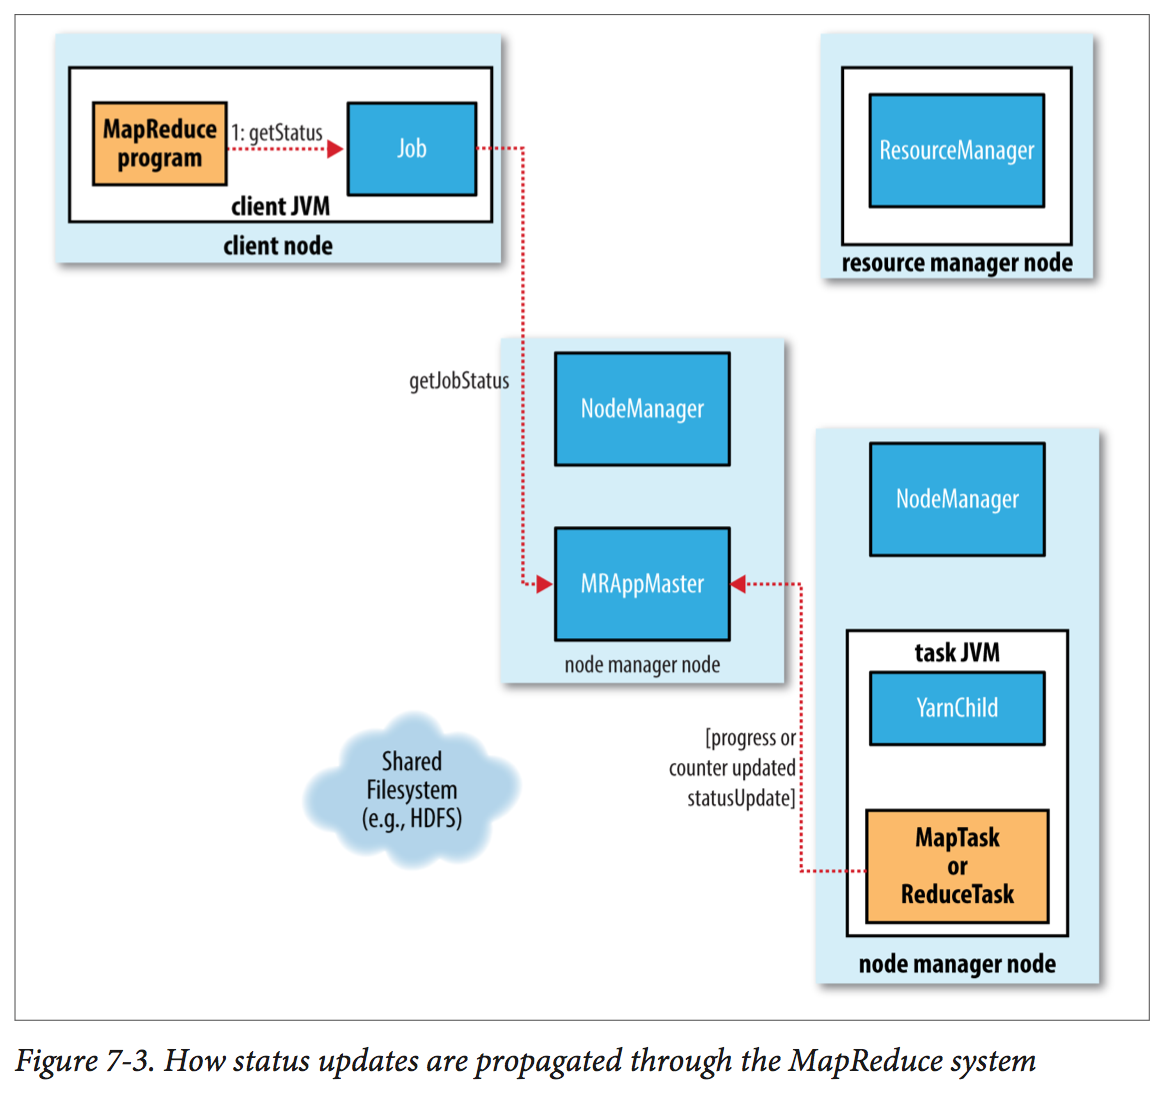 MapReduce
program
1: getStatus
Job
client JVM
client node
ResourceManager
resource manager node
getJobStatus
NodeManager
MRAppMaster
node manager node
NodeManager
task JVM
YarnChild
[progress or
counter updated
statusUpdate]
MapTask
or
ReduceTask
node manager node
Shared
Filesystem
(e.g., HDFS)
Figure 7-3. How status updates are propagated through the MapReduce system